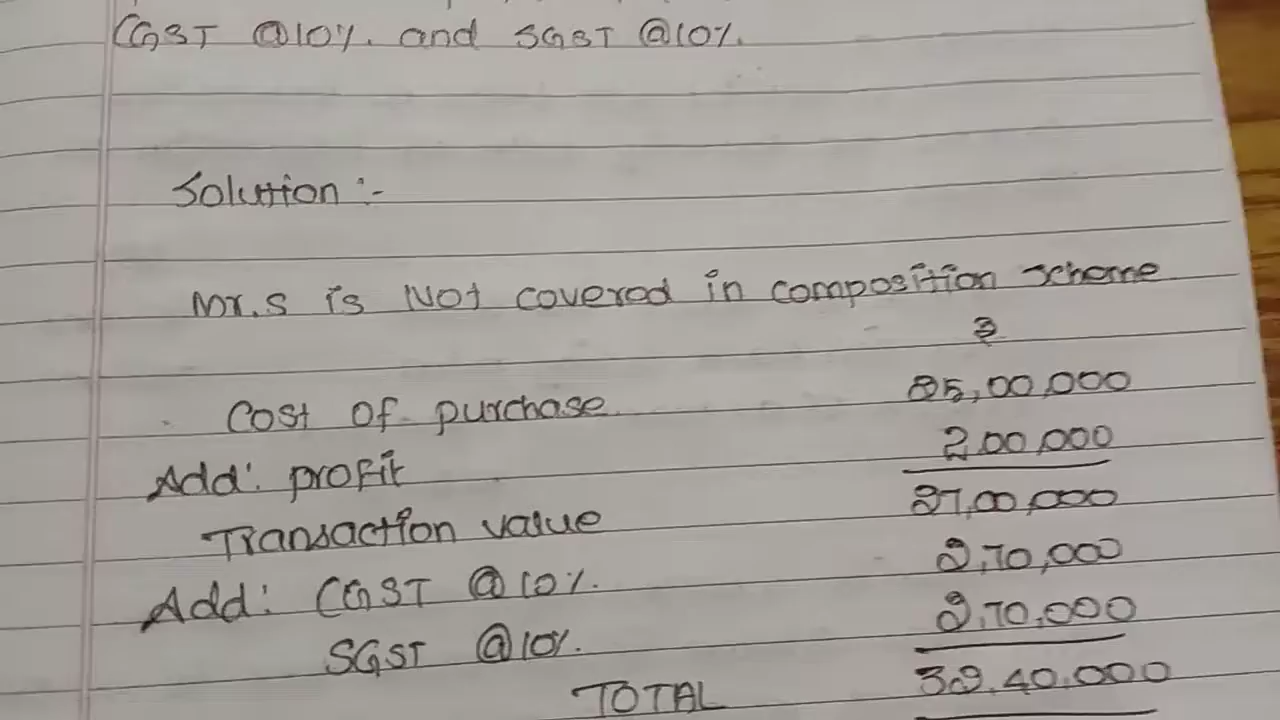 CGST @10%. and SGST @10%.
Solution :-
Mr.S is Not covered in composition scheme
₹
Cost of purchase 25,00,000
Add: profit 2,00,000
Transaction value 27,00,000
Add: CGST @10%. 2,70,000
SGST @10%. 2,70,000
TOTAL 32,40,000